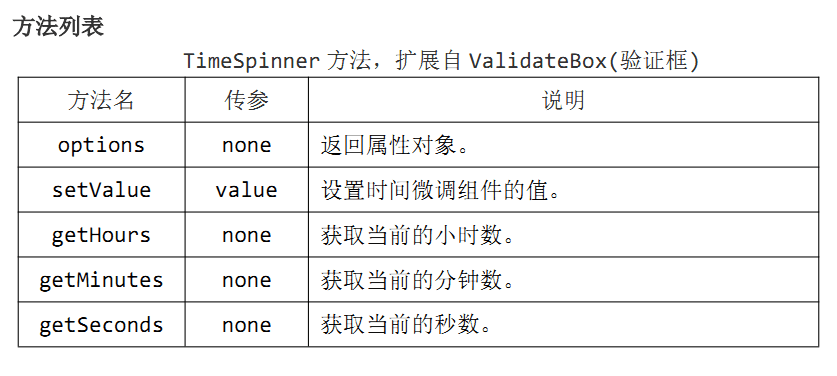 方法列表
TimeSpinner 方法，扩展自 ValidateBox(验证框)
方法名 传参 说明
options none 返回属性对象。
setValue value 设置时间微调组件的值。
getHours none 获取当前的小时数。
getMinutes none 获取当前的分钟数。
getSeconds none 获取当前的秒数。